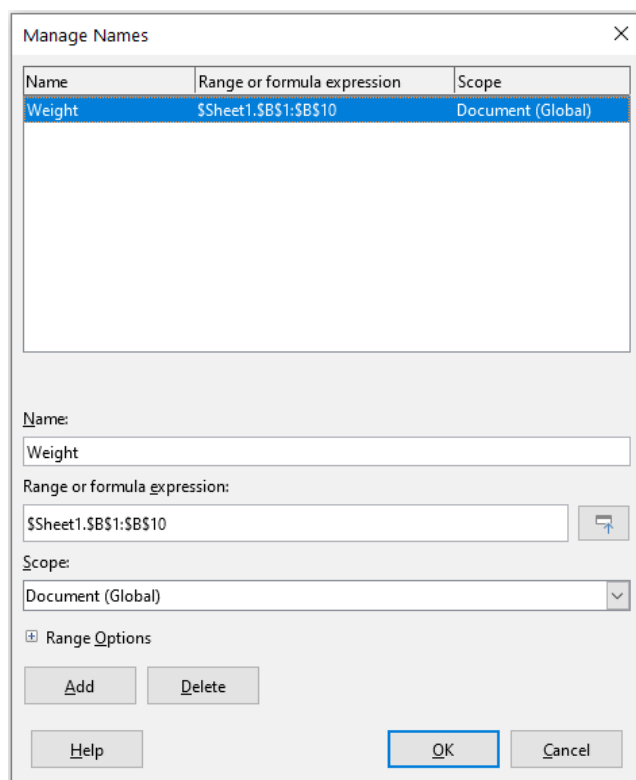 Manage Names
Name Range or formula expression Scope
Weight $Sheet1.$B$1:$B$10 Document (Global)
Name:
Weight
Range or formula expression:
$Sheet1.$B$1:$B$10
Scope:
Document (Global)
Range Options
Add Delete
Help OK Cancel